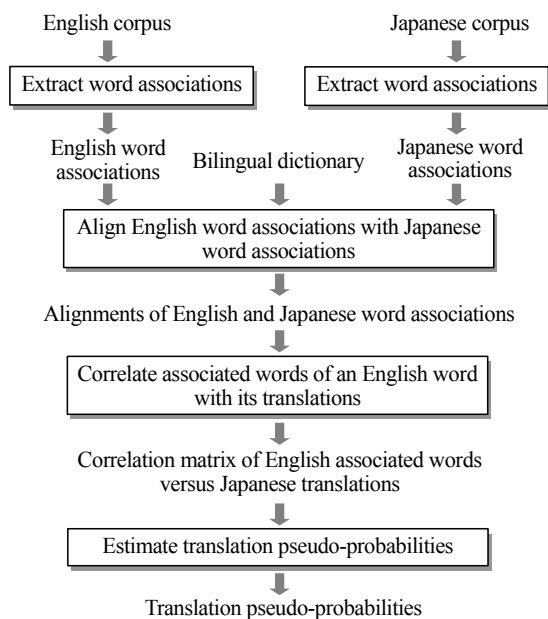 English corpus
Japanese corpus
Extract word associations
Extract word associations
English word
associations
Bilingual dictionary
Japanese word
associations
Align English word associations with Japanese
word associations
Alignments of English and Japanese word associations
Correlate associated words of an English word
with its translations
Correlation matrix of English associated words
versus Japanese translations
Estimate translation pseudo-probabilities
Translation pseudo-probabilities